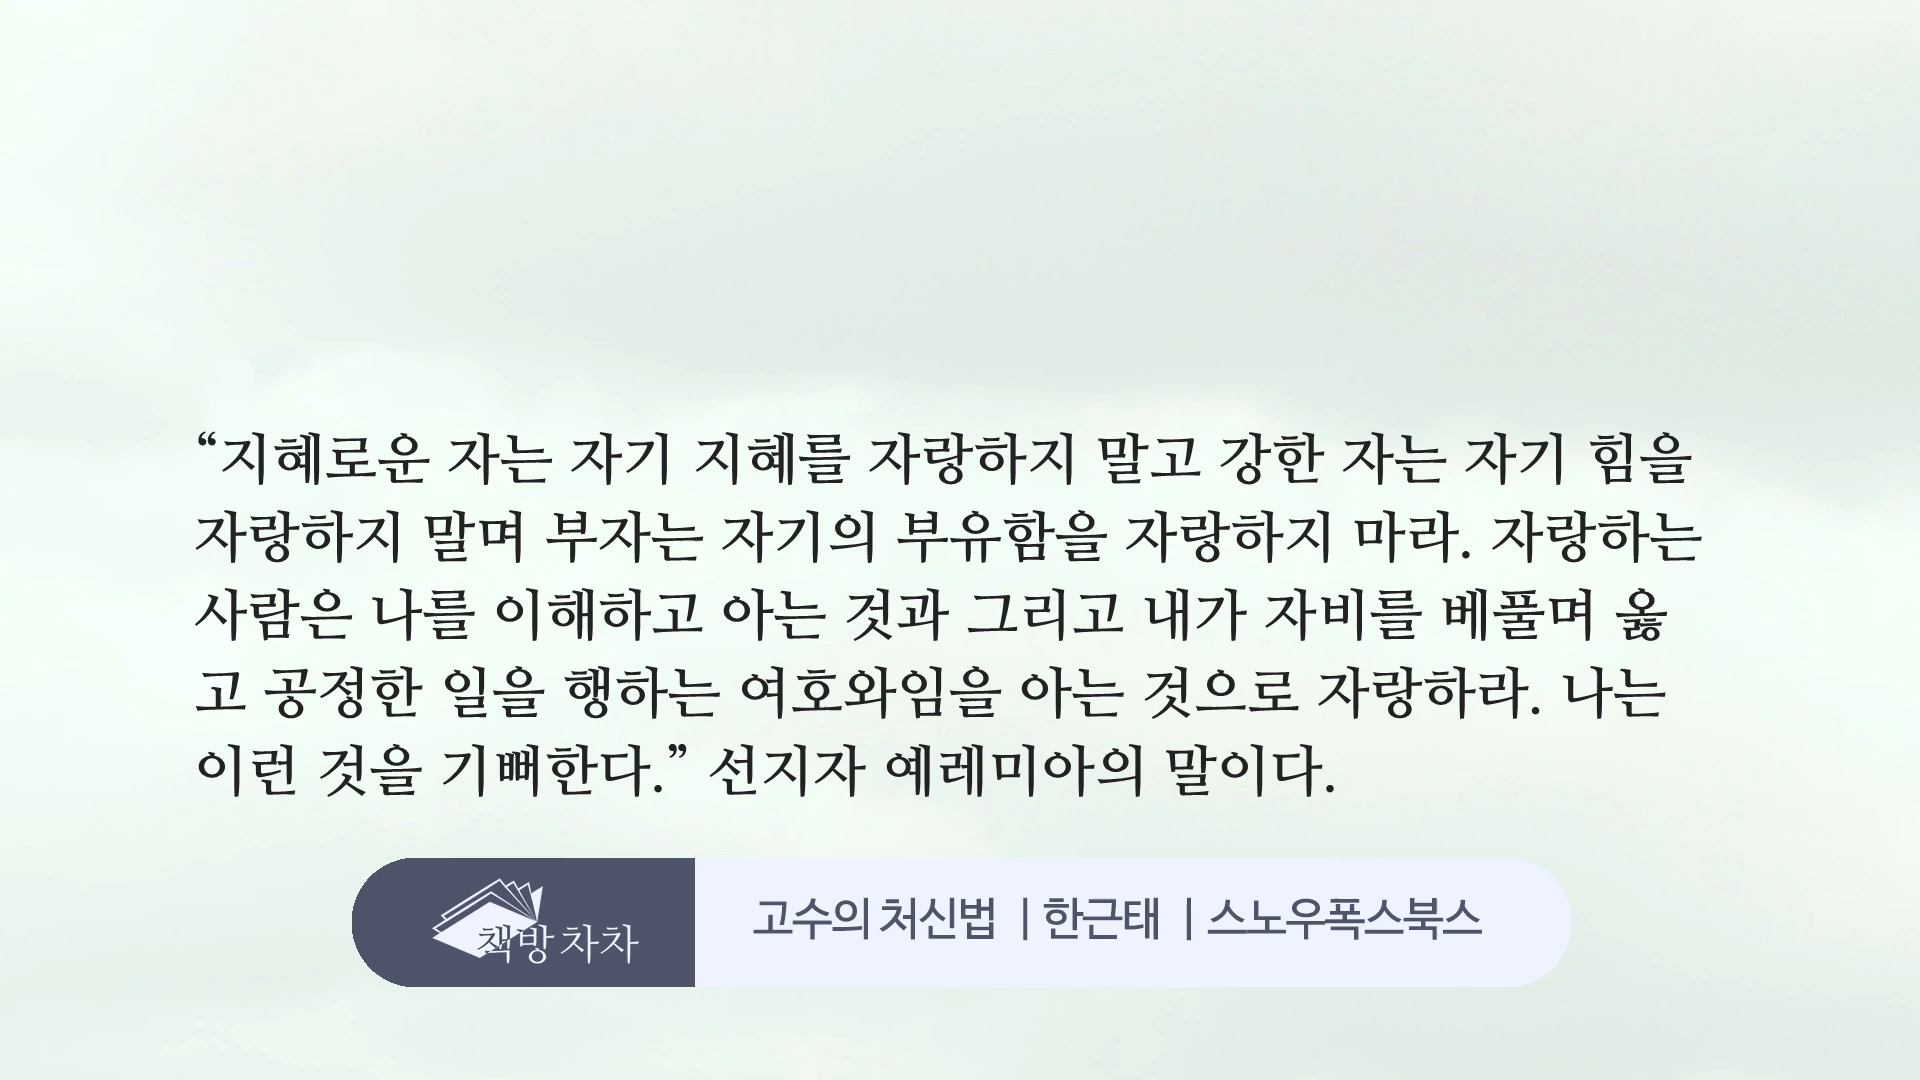 “지혜로운 자는 자기 지혜를 자랑하지 말고 강한 자는 자기 힘을
자랑하지 말며 부자는 자기의 부유함을 자랑하지 마라. 자랑하는
사람은 나를 이해하고 아는 것과 그리고 내가 자비를 베풀며 옳
고 공정한 일을 행하는 여호와임을 아는 것으로 자랑하라. 나는
이런 것을 기뻐한다.” 선지자 예레미야의 말이다.
책방 차차
고수의 처신법 | 한근태 | 스노우폭스북스